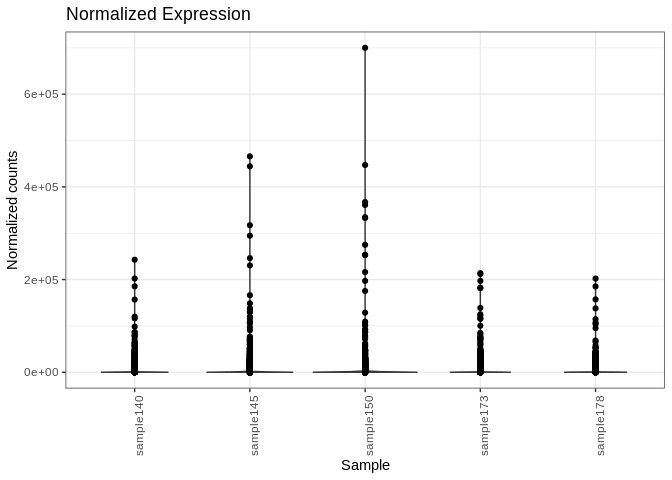 Normalized Expression
6e+05
4e+05
2e+05
0e+00
Normalized counts
sample140
sample145
sample150
sample173
sample178
Sample